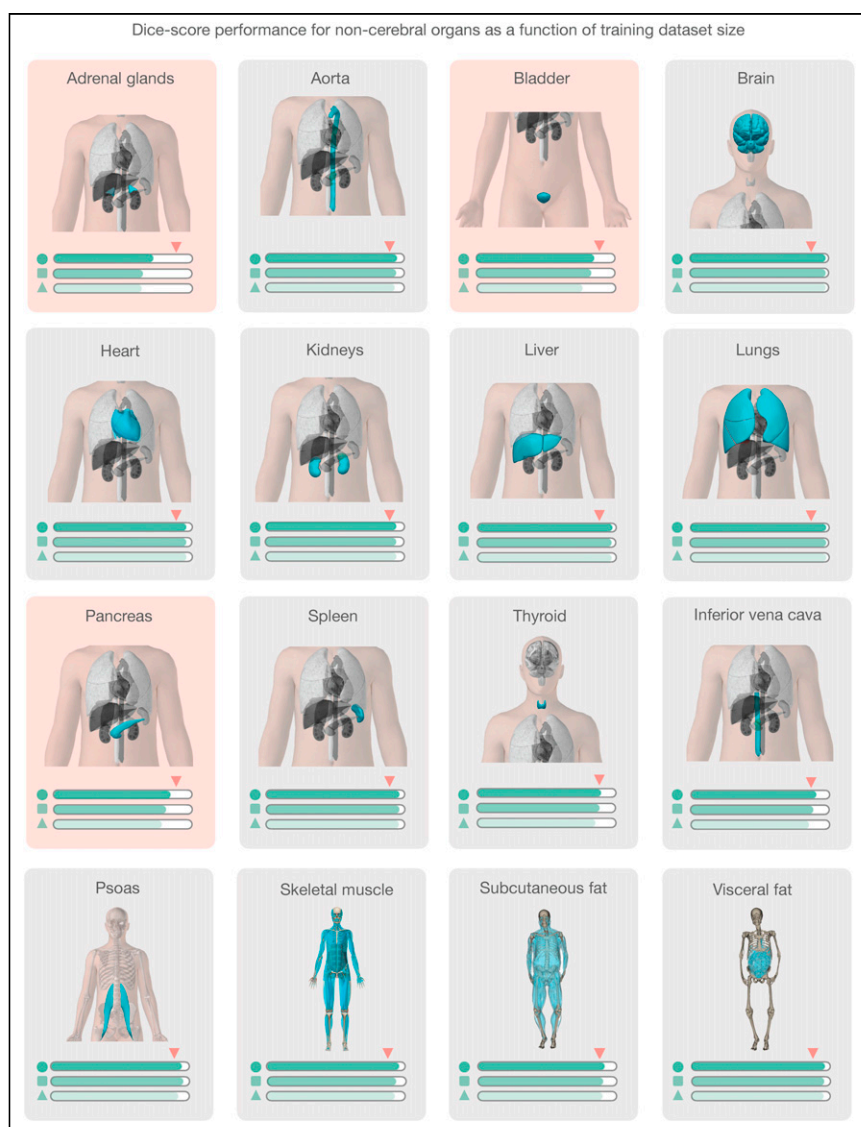 Dice-score performance for non-cerebral organs as a function of training dataset size
Adrenal glands
Aorta
Bladder
Brain
Heart
Kidneys
Liver
Lungs
Pancreas
Spleen
Thyroid
Inferior vena cava
Psoas
Skeletal muscle
Subcutaneous fat
Visceral fat